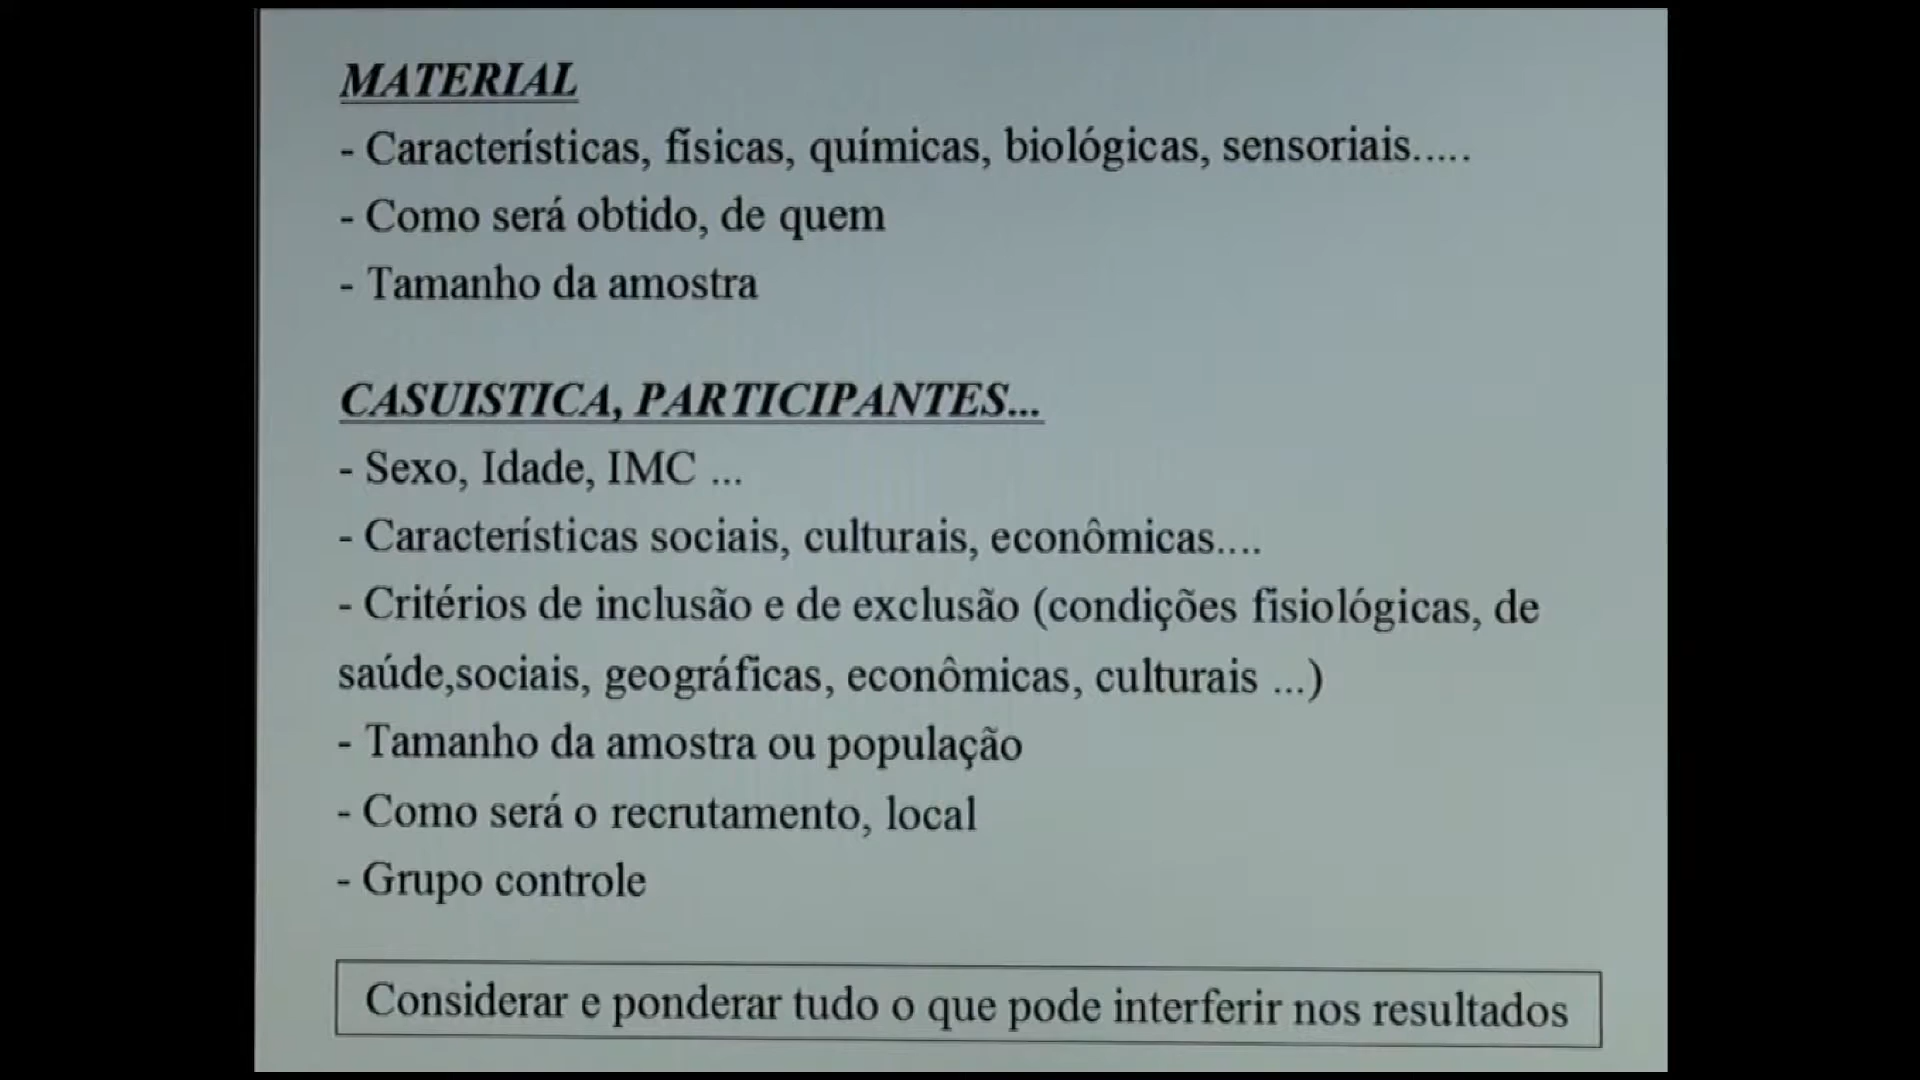 MATERIAL
- Características, físicas, químicas, biológicas, sensoriais.....
- Como será obtido, de quem
- Tamanho da amostra
CASUISTICA, PARTICIPANTES...
- Sexo, Idade, IMC ...
- Características sociais, culturais, econômicas....
- Critérios de inclusão e de exclusão (condições fisiológicas, de
saúde,sociais, geográficas, econômicas, culturais ...)
- Tamanho da amostra ou população
- Como será o recrutamento, local
- Grupo controle
Considerar e ponderar tudo o que pode interferir nos resultados